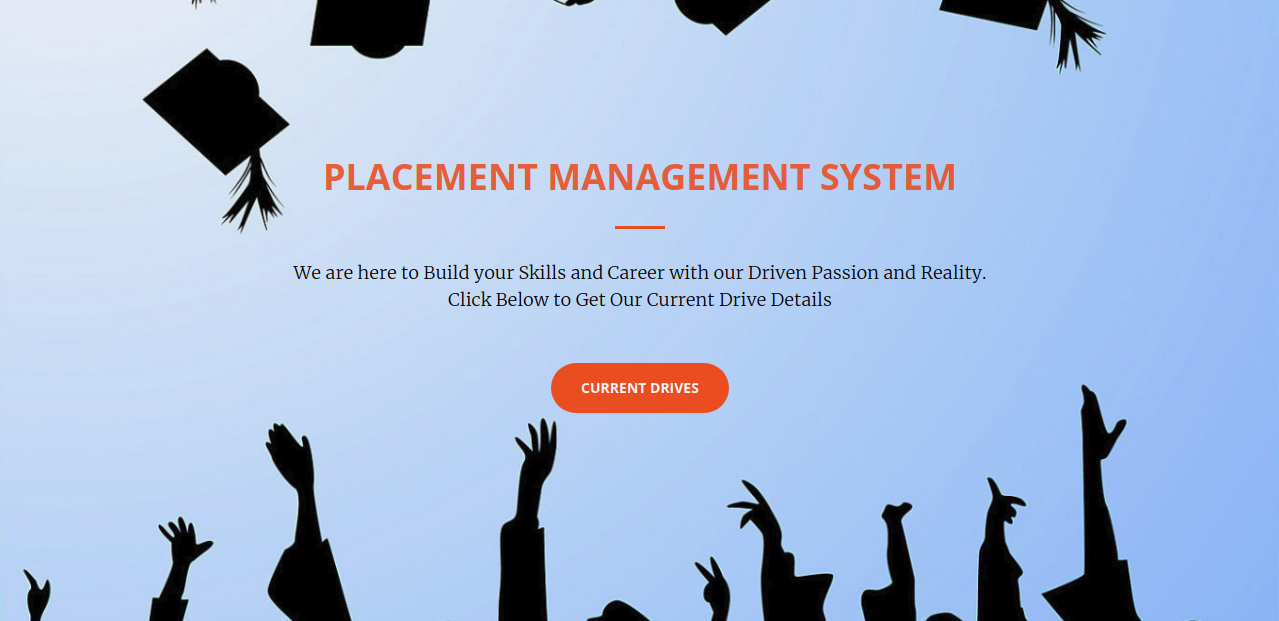 PLACEMENT MANAGEMENT SYSTEM
We are here to Build your Skills and Career with our Driven Passion and Reality.
Click Below to Get Our Current Drive Details
CURRENT DRIVES